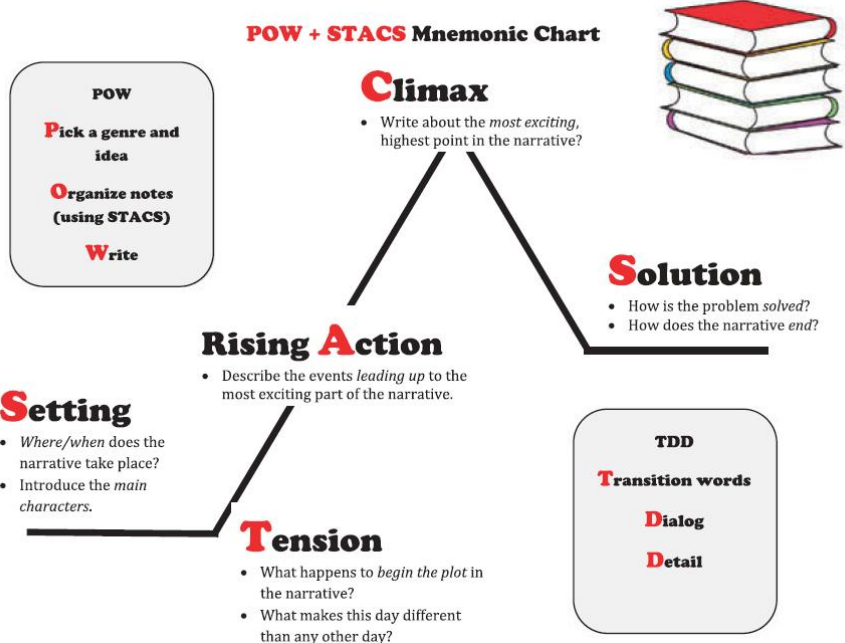 POW + STACS Mnemonic Chart
POW
Pick a genre and
idea
Organize notes
(using STACS)
Write
Climax
• Write about the most exciting,
highest point in the narrative?
Solution
• How is the problem solved?
• How does the narrative end?
Rising Action
• Describe the events leading up to the
most exciting part of the narrative.
Setting
• Where/when does the
narrative take place?
• Introduce the main
characters.
Tension
• What happens to begin the plot in
the narrative?
• What makes this day different
than any other day?
TDD
Transition words
Dialog
Detail